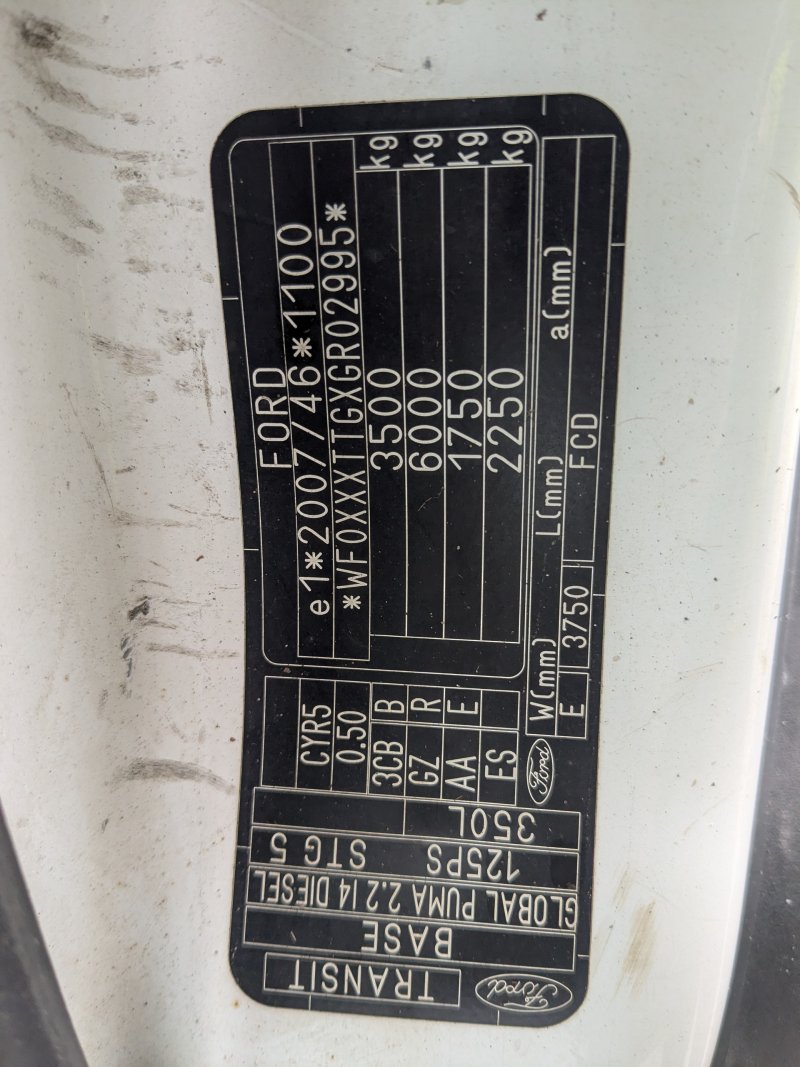 FORD
e1*2007/46*1100
*WF0XXXTTGXGR02995*
3500 kg
6000 kg
1750 kg
2250 kg
W(mm) L(mm) a(mm)
E 3750 FCD
CYR5
0.50
3CB B
GZ R
AA E
ES
Ford
350L
125PS STG 5
GLOBAL PUMA 2.2 I4 DIESEL
BASE
TRANSIT
Ford